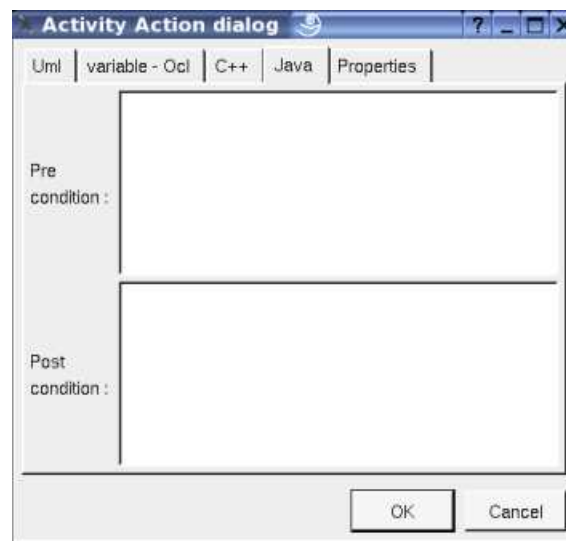 Activity Action dialog ? _ □ X
Uml variable - Ocl C++ Java Properties
Pre
condition :
Post
condition :
OK Cancel